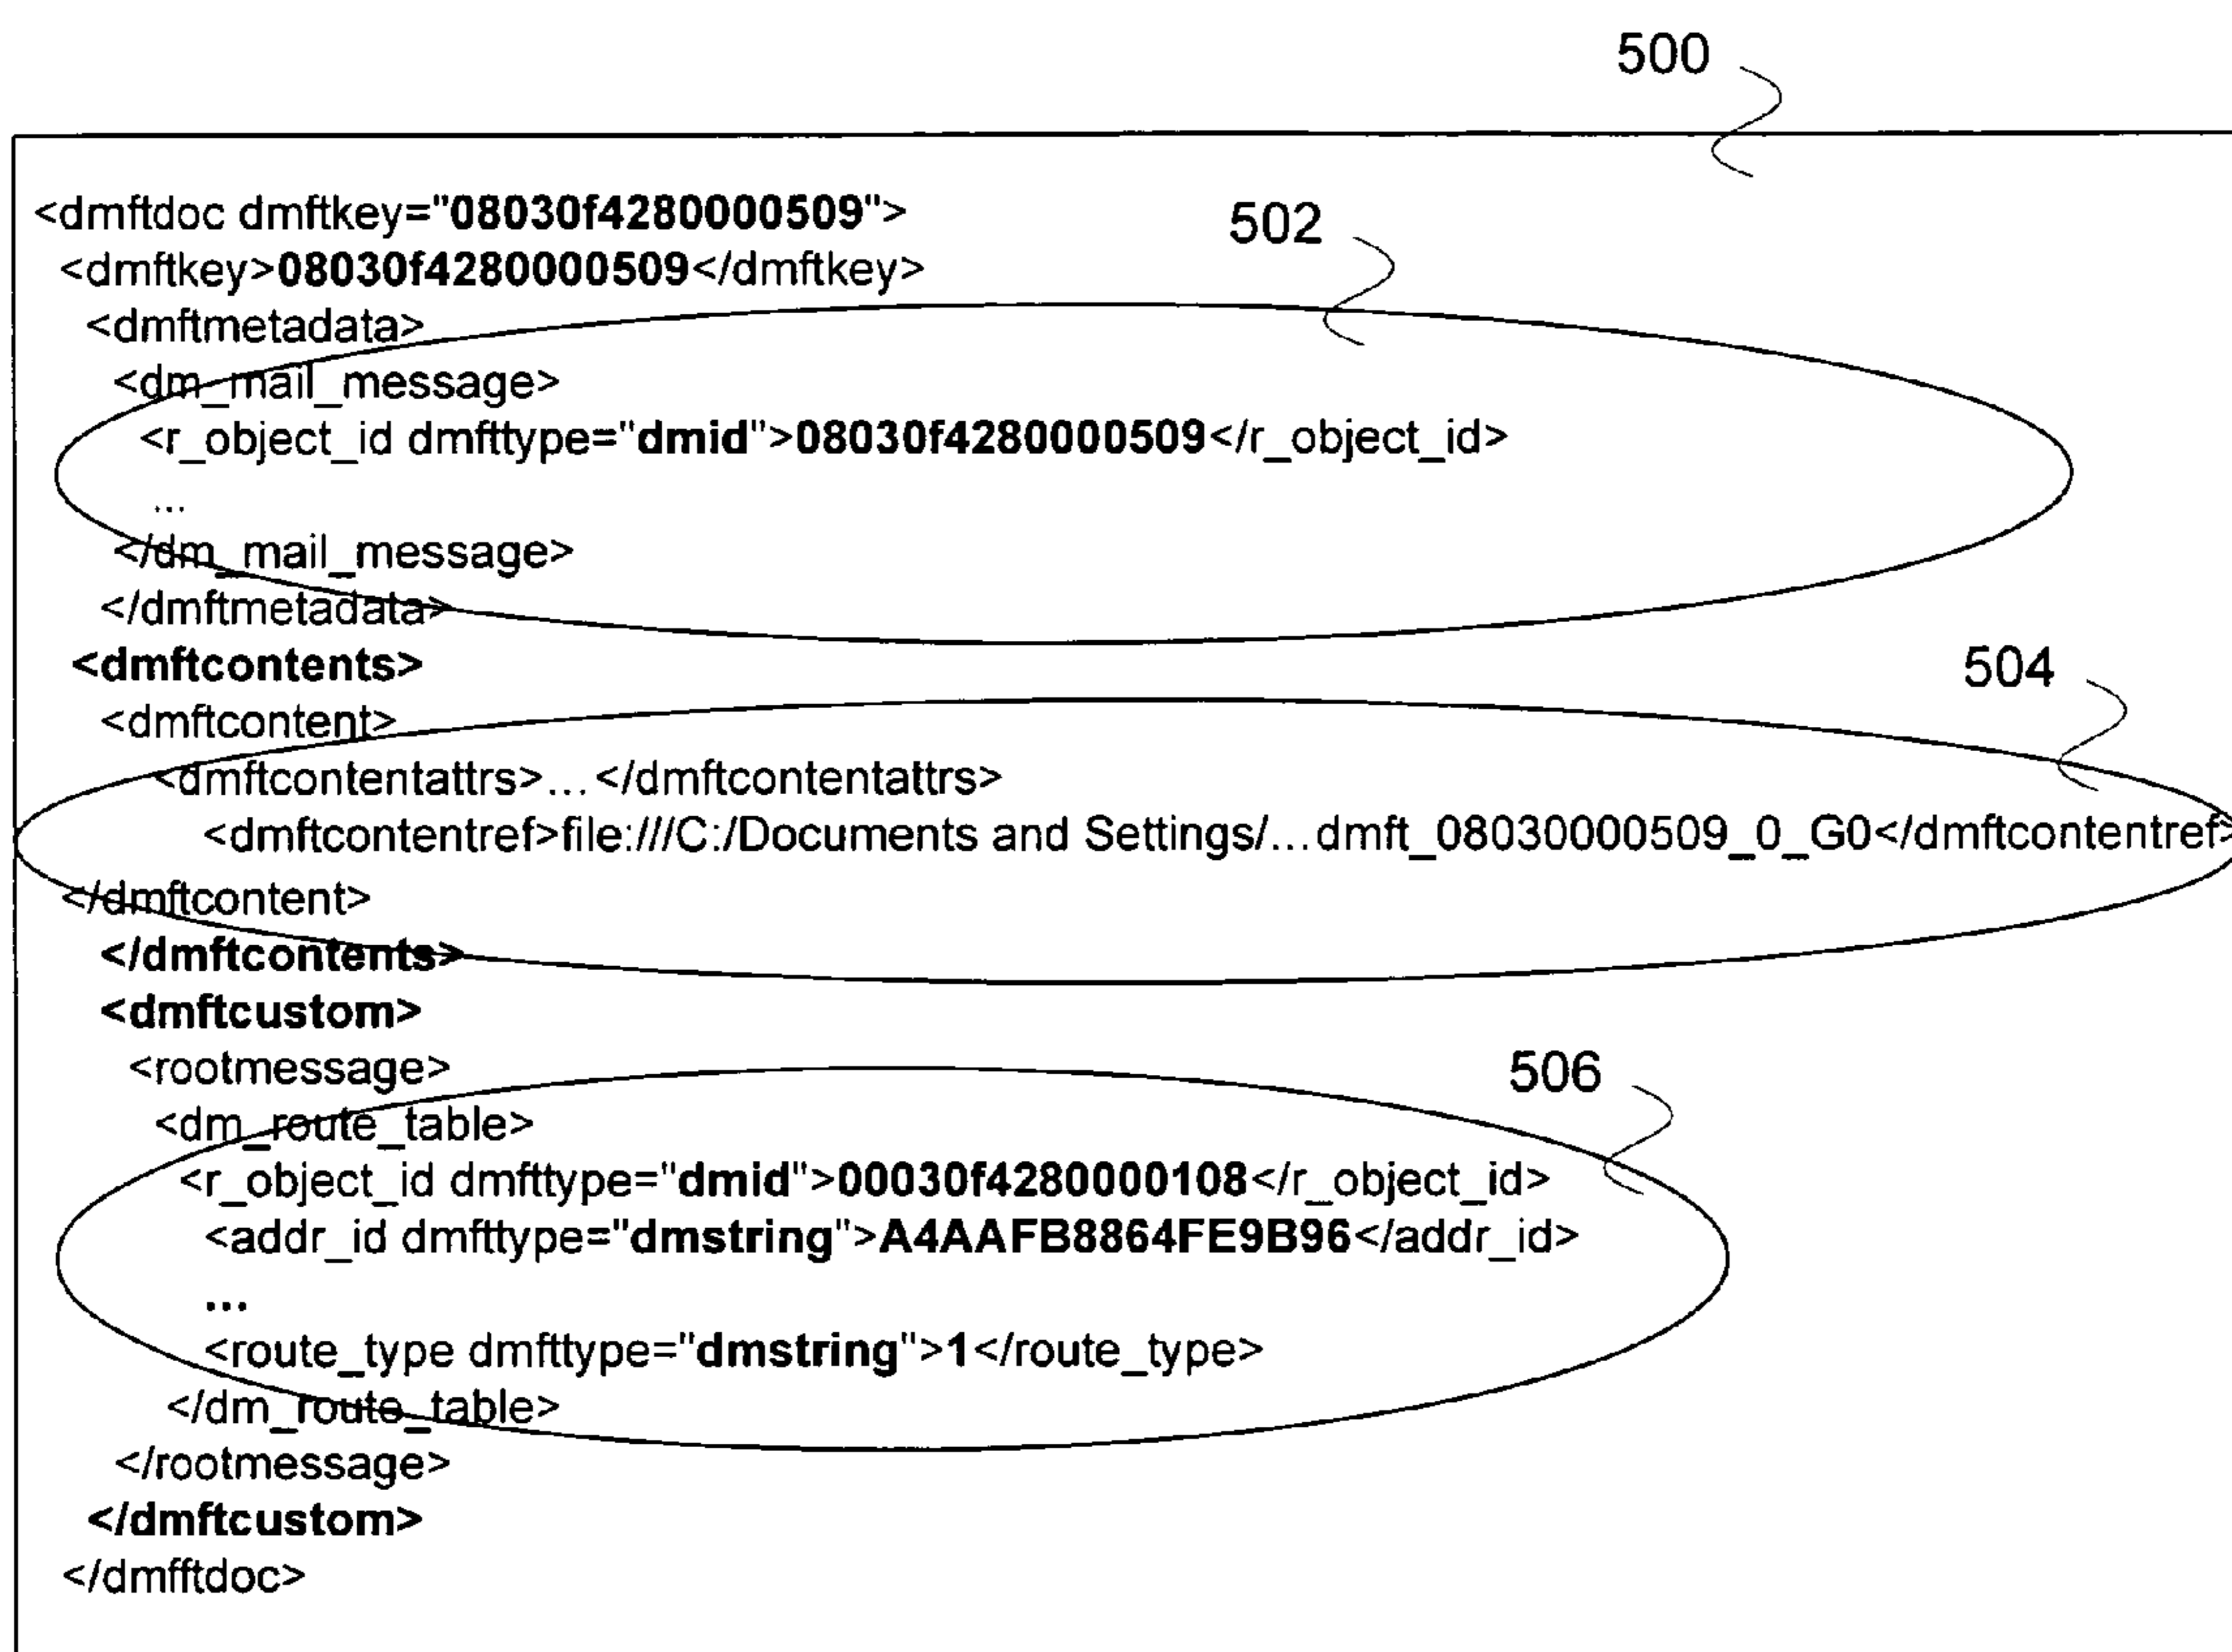 500
<dmftdoc dmftkey="08030f4280000509">
502
<dmftkey>08030f4280000509</dmftkey>
<dmftmetadata>
<dm_mail_message>
<r_object_id dmfttype="dmid">08030f4280000509</r_object_id>
...
</dm_mail_message>
</dmftmetadata>
<dmftcontents>
504
<dmftcontent>
<dmftcontentattrs>... </dmftcontentattrs>
<dmftcontentref>file:///C:/Documents and Settings/...dmft_08030000509_0_G0</dmftcontentref>
</dmftcontent>
</dmftcontents>
<dmftcustom>
<rootmessage>
506
<dm_route_table>
<r_object_id dmfttype="dmid">00030f4280000108</r_object_id>
<addr_id dmfttype="dmstring">A4AAFB8864FE9B96</addr_id>
...
<route_type dmfttype="dmstring">1</route_type>
</dm_route_table>
</rootmessage>
</dmftcustom>
</dmfftdoc>